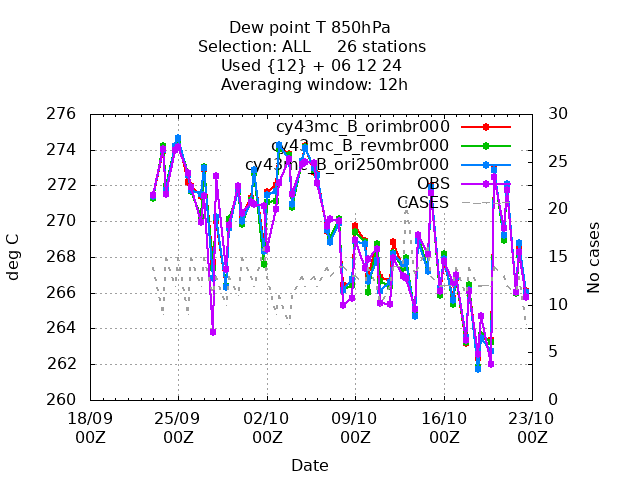 Dew point T 850hPa
Selection: ALL 26 stations
Used {12} + 06 12 24
Averaging window: 12h
276
274
272
270
268
266
264
262
260
deg C
30
25
20
15
10
5
0
No cases
cy43mc_B_orimbr000
cy43mc_B_revmbr000
cy43mc_B_ori250mbr000
OBS
CASES
18/09 25/09 02/10 09/10 16/10 23/10
00Z 00Z 00Z 00Z 00Z 00Z
Date